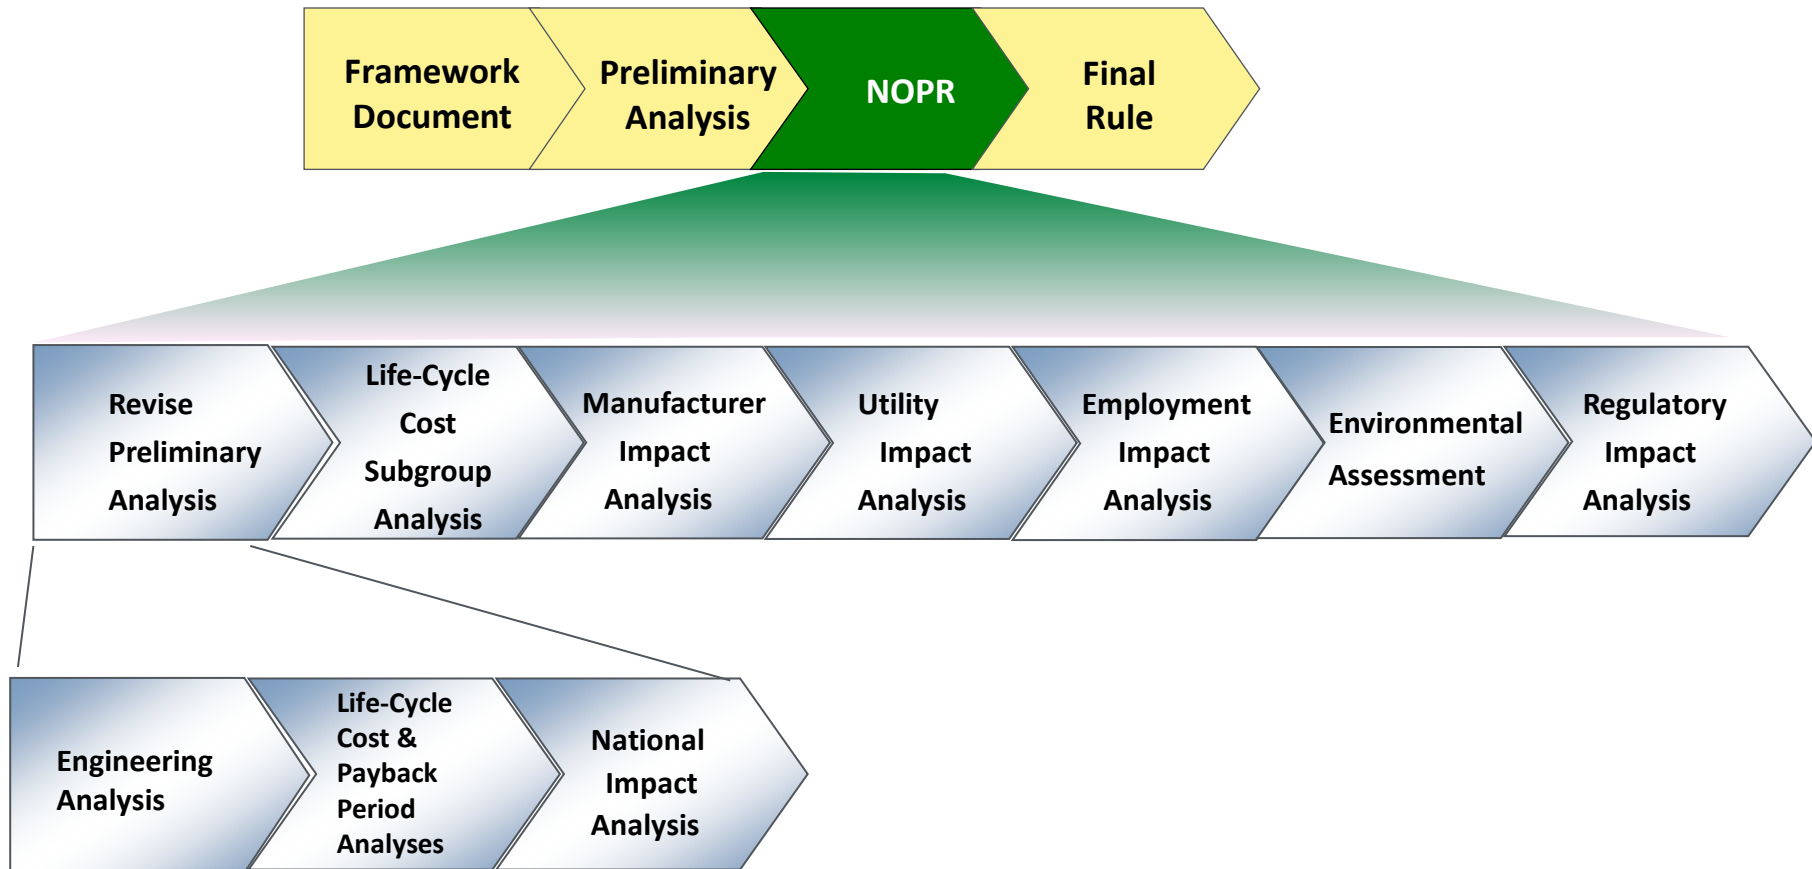 Framework
Document
Preliminary
Analysis
NOPR
Final
Rule
Revise
Preliminary
Analysis
Life-Cycle
Cost
Subgroup
Analysis
Manufacturer
Impact
Analysis
Utility
Impact
Analysis
Employment
Impact
Analysis
Environmental
Assessment
Regulatory
Impact
Analysis
Engineering
Analysis
Life-Cycle
Cost &
Payback
Period
Analyses
National
Impact
Analysis